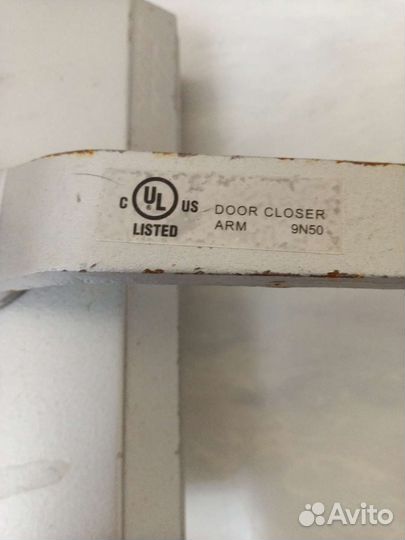 C UL US DOOR CLOSER
LISTED ARM 9N50
Avito